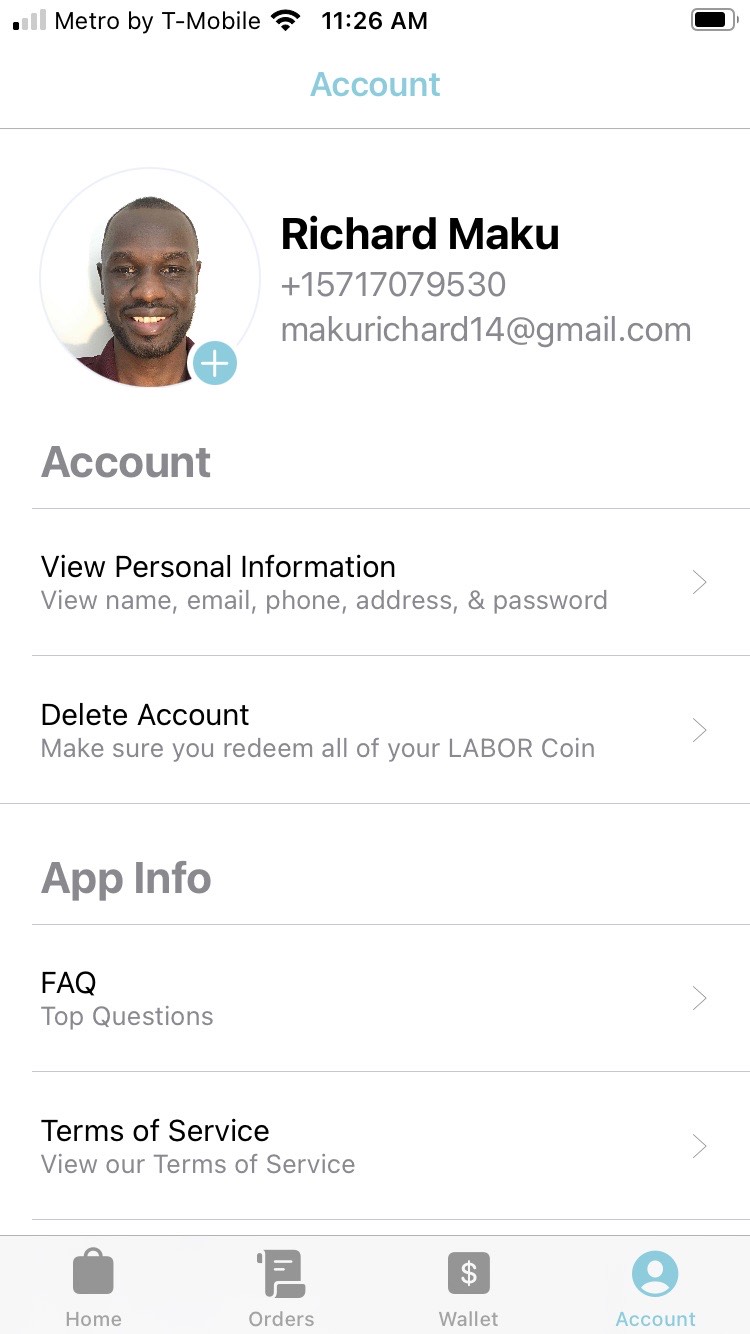 Metro by T-Mobile 11:26 AM
Account
Richard Maku
+15717079530
makurichard14@gmail.com
Account
View Personal Information
View name, email, phone, address, & password
Delete Account
Make sure you redeem all of your LABOR Coin
App Info
FAQ
Top Questions
Terms of Service
View our Terms of Service
$
Home Orders Wallet Account